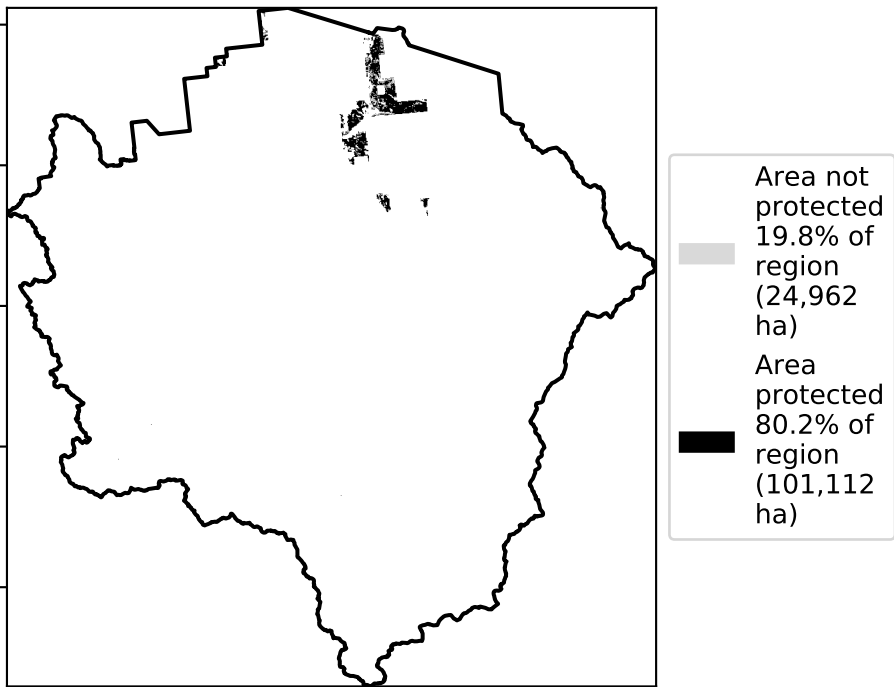 Area not
protected
19.8% of
region
(24,962
ha)
Area
protected
80.2% of
region
(101,112
ha)